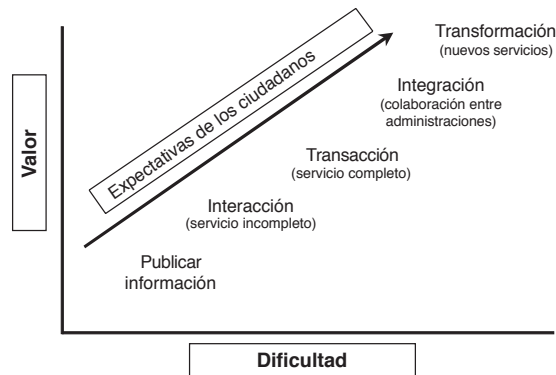 Transformación
(nuevos servicios)
Integración
(colaboración entre
administraciones)
Expectativas de los ciudadanos
Valor
Transacción
(servicio completo)
Interacción
(servicio incompleto)
Publicar
información
Dificultad